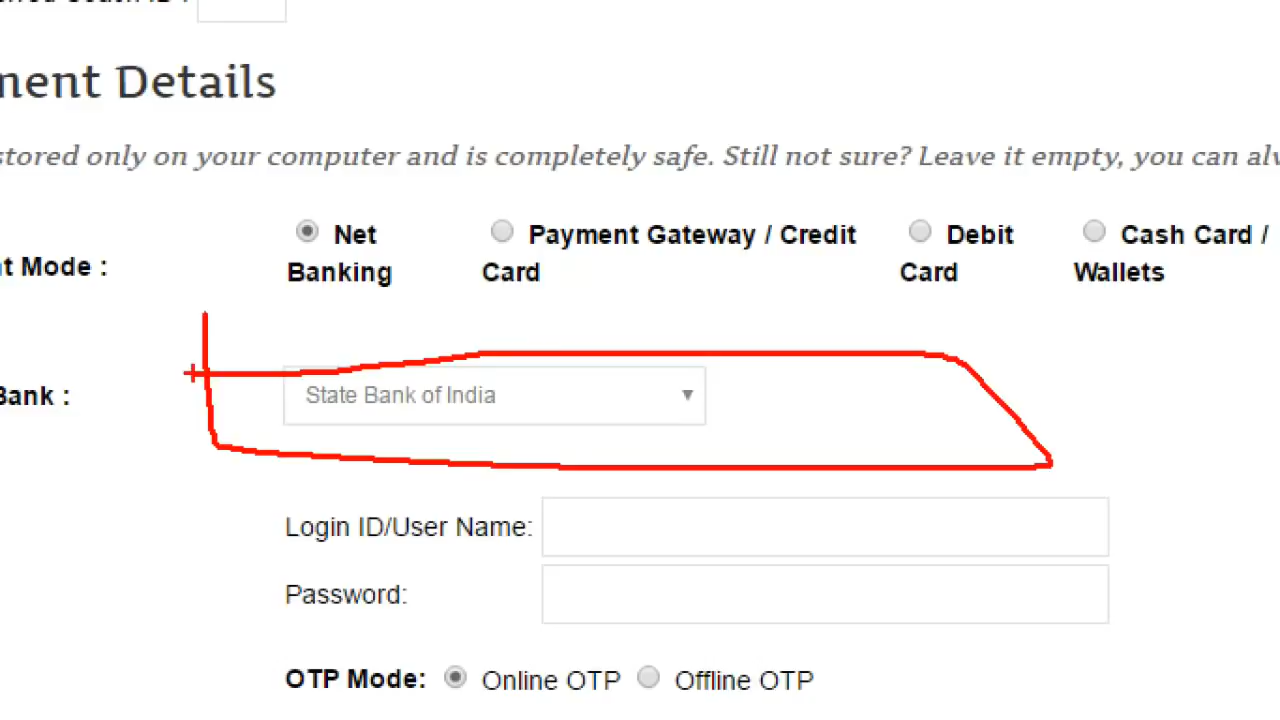 ment Details
stored only on your computer and is completely safe. Still not sure? Leave it empty, you can alv
Net Banking
Payment Gateway / Credit Card
Debit Card
Cash Card / Wallets
t Mode :
Bank :
State Bank of India
Login ID/User Name:
Password:
OTP Mode: Online OTP Offline OTP